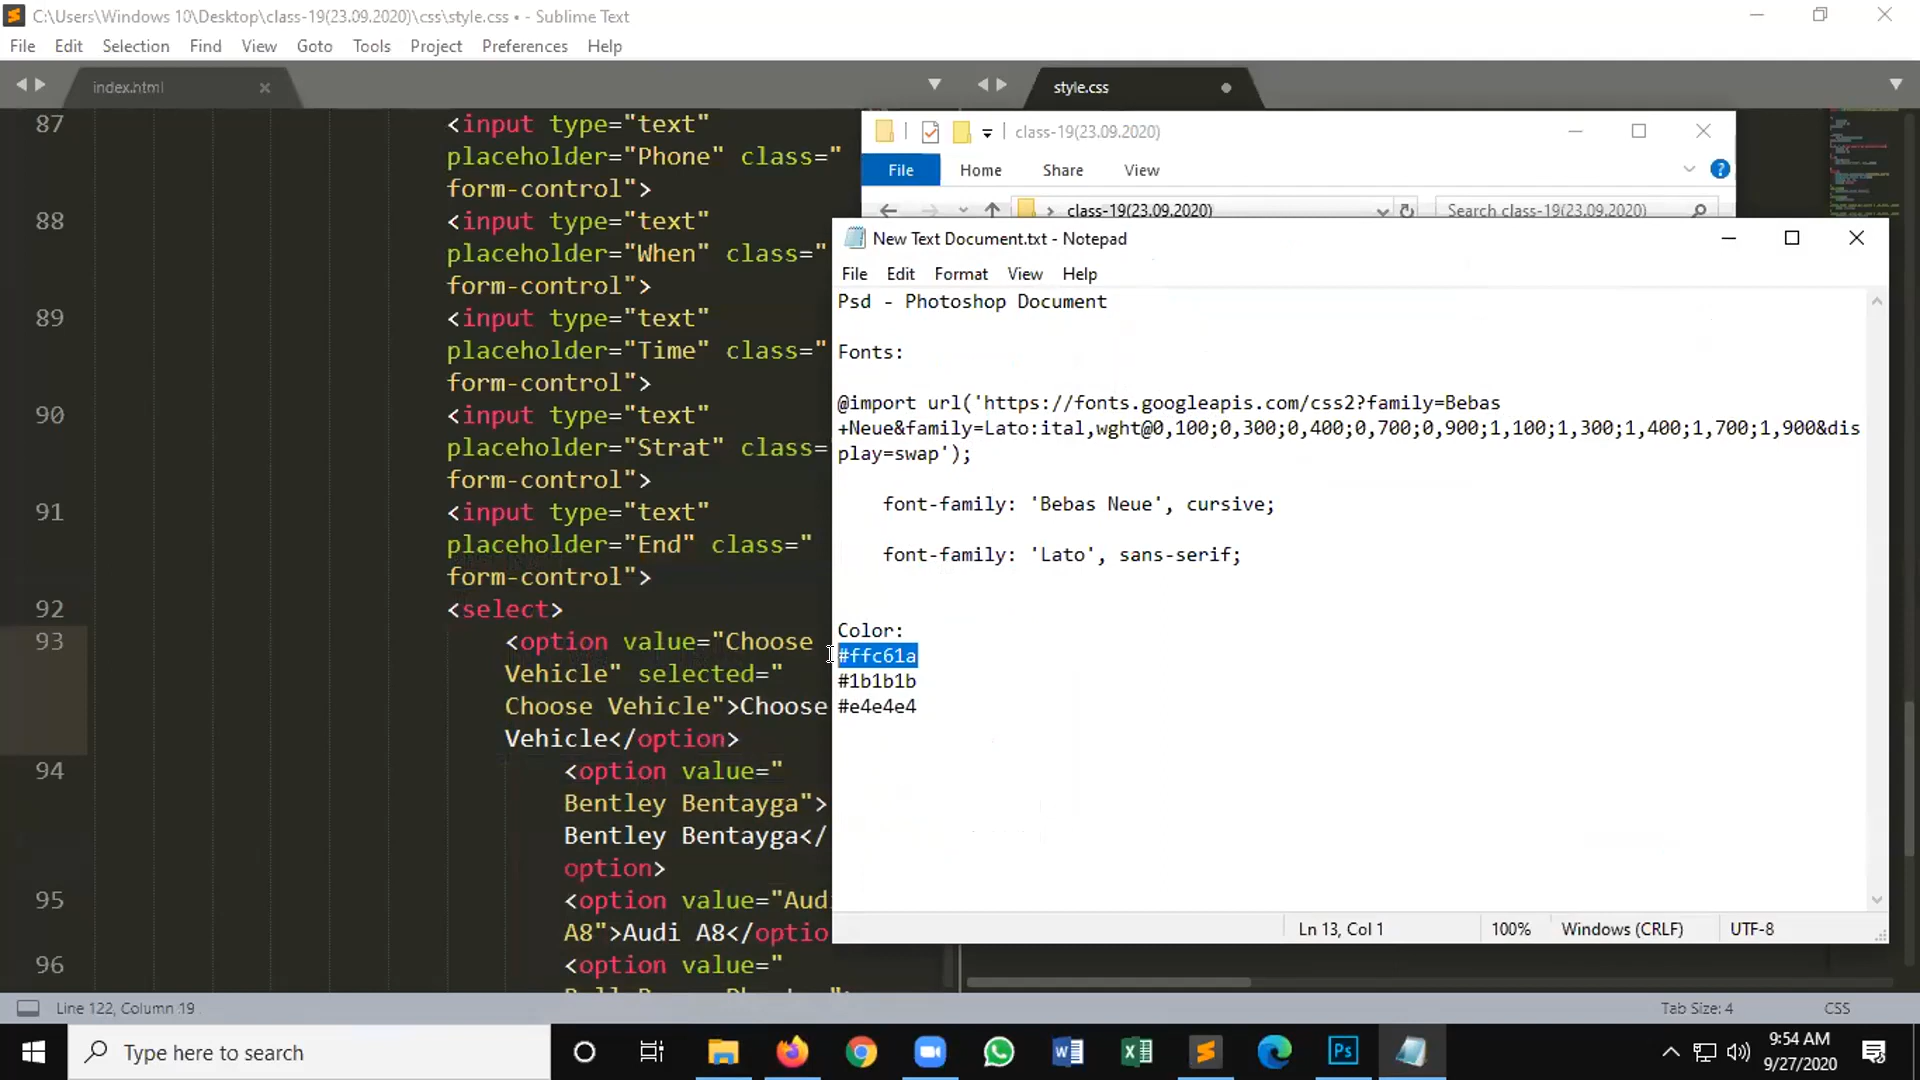 C:\Users\Windows 10\Desktop\class-19(23.09.2020)\css\style.css • - Sublime Text
File Edit Selection Find View Goto Tools Project Preferences Help
index.html
style.css
87 <input type="text"
placeholder="Phone" class="
form-control">
88 <input type="text"
placeholder="When" class="
form-control">
89 <input type="text"
placeholder="Time" class="
form-control">
90 <input type="text"
placeholder="Strat" class=
form-control">
91 <input type="text"
placeholder="End" class="
form-control">
92 <select>
93 <option value="Choose
Vehicle" selected="
Choose Vehicle">Choose
Vehicle</option>
94 <option value="
Bentley Bentayga">
Bentley Bentayga</
option>
95 <option value="Audi
A8">Audi A8</optio
96 <option value="
class-19(23.09.2020)
File Home Share View
class-19(23.09.2020)
Search class-19(23.09.2020)
New Text Document.txt - Notepad
File Edit Format View Help
Psd - Photoshop Document
Fonts:
@import url('https://fonts.googleapis.com/css2?family=Bebas
+Neue&family=Lato:ital,wght@0,100;0,300;0,400;0,700;0,900;1,100;1,300;1,400;1,700;1,900&dis
play=swap');
font-family: 'Bebas Neue', cursive;
font-family: 'Lato', sans-serif;
Color:
#ffc61a
#1b1b1b
#e4e4e4
Ln 13, Col 1 100% Windows (CRLF) UTF-8
Line 122, Column 19 Tab Size: 4 CSS
Type here to search
Ps
9:54 AM
9/27/2020